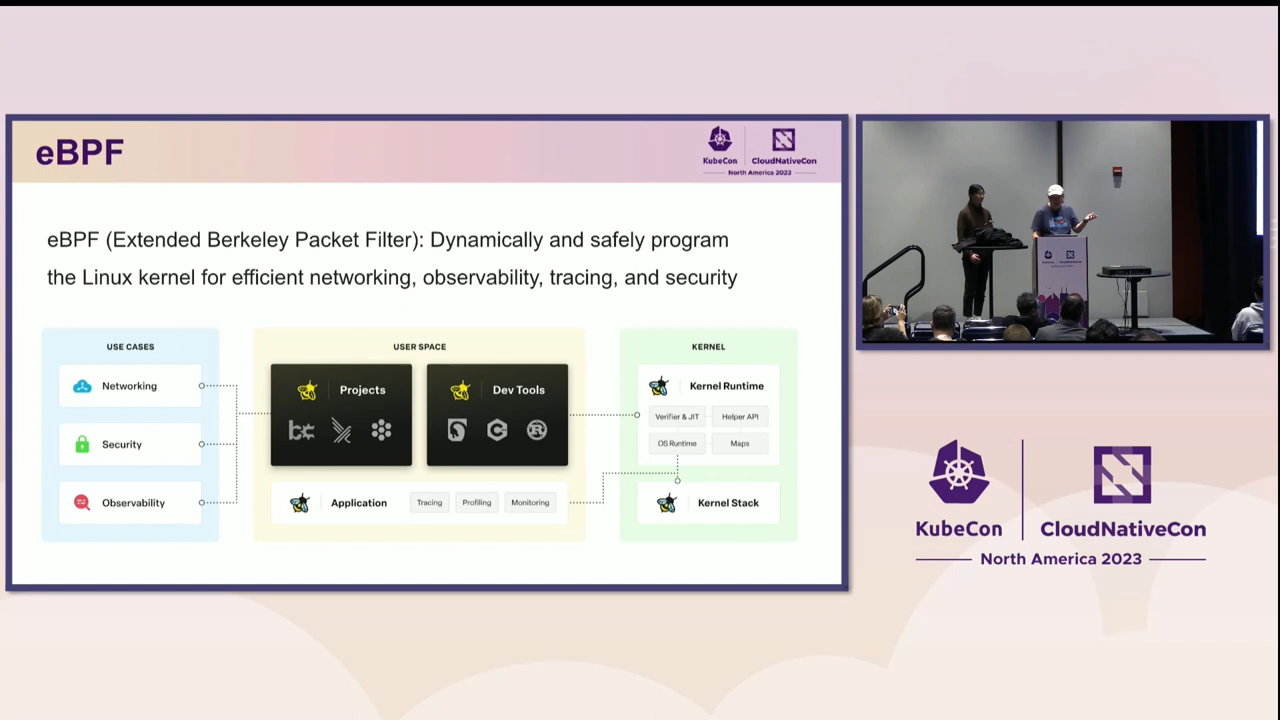 eBPF
KubeCon
CloudNativeCon
North America 2023
eBPF (Extended Berkeley Packet Filter): Dynamically and safely program
the Linux kernel for efficient networking, observability, tracing, and security
USE CASES
Networking
Security
Observability
USER SPACE
Projects
Dev Tools
Application
Tracing
Profiling
Monitoring
KERNEL
Kernel Runtime
Verifier & JIT
Helper API
OS Runtime
Maps
Kernel Stack
KubeCon
CloudNativeCon
North America 2023